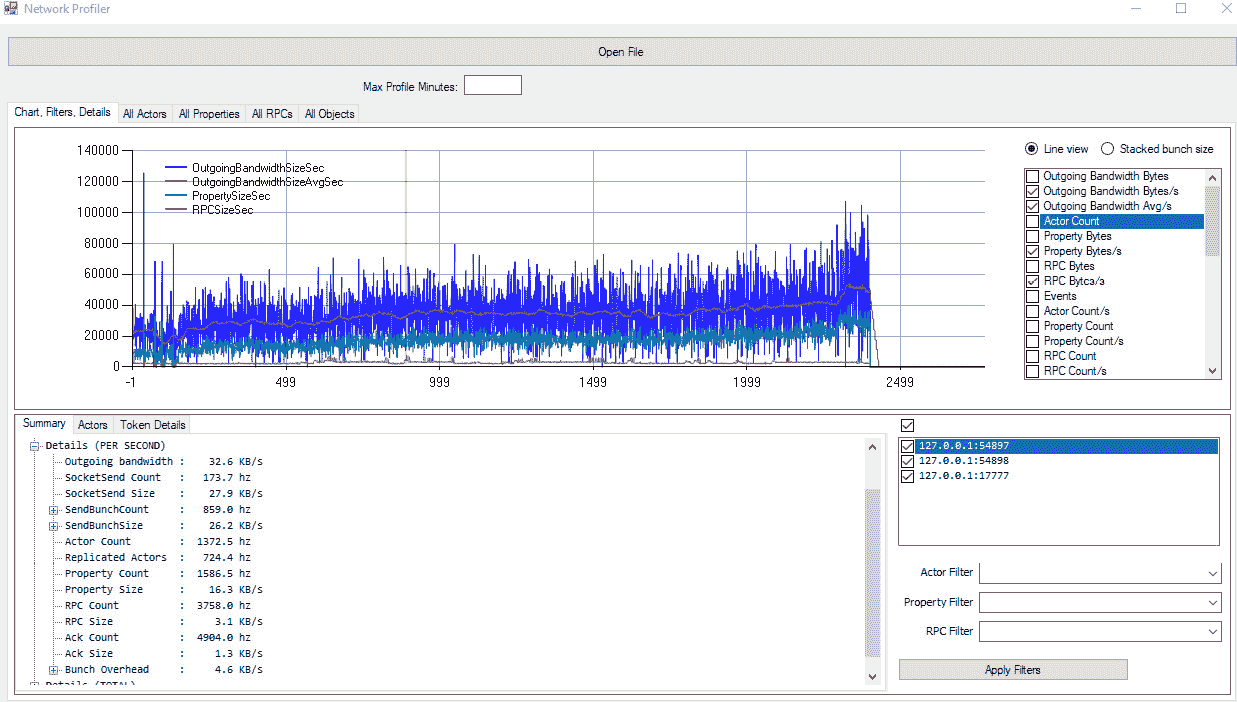 Network Profiler
Open File
Max Profile Minutes:
Chart, Filters, Details All Actors All Properties All RPCs All Objects
140000
120000
100000
80000
60000
40000
20000
0
-1 499 999 1499 1999 2499
OutgoingBandwidthSizeSec
OutgoingBandwidthSizeAvgSec
PropertySizeSec
RPCSizeSec
Line view Stacked bunch size
Outgoing Bandwidth Bytes
Outgoing Bandwidth Bytes/s
Outgoing Bandwidth Avg/s
Actor Count
Property Bytes
Property Bytes/s
RPC Bytes
RPC Bytca/a
Events
Actor Count/s
Property Count
Property Count/s
RPC Count
RPC Count/s
Summary Actors Token Details
Details (PER SECOND)
Outgoing bandwidth : 32.6 KB/s
SocketSend Count : 173.7 hz
SocketSend Size : 27.9 KB/s
SendBunchCount : 859.0 hz
SendBunchSize : 26.2 KB/s
Actor Count : 1372.5 hz
Replicated Actors : 724.4 hz
Property Count : 1586.5 hz
Property Size : 16.3 KB/s
RPC Count : 3758.0 hz
RPC Size : 3.1 KB/s
Ack Count : 4904.0 hz
Ack Size : 1.3 KB/s
Bunch Overhead : 4.6 KB/s
Details (TOTAL)
127.0.0.1:54897
127.0.0.1:54898
127.0.0.1:17777
Actor Filter
Property Filter
RPC Filter
Apply Filters